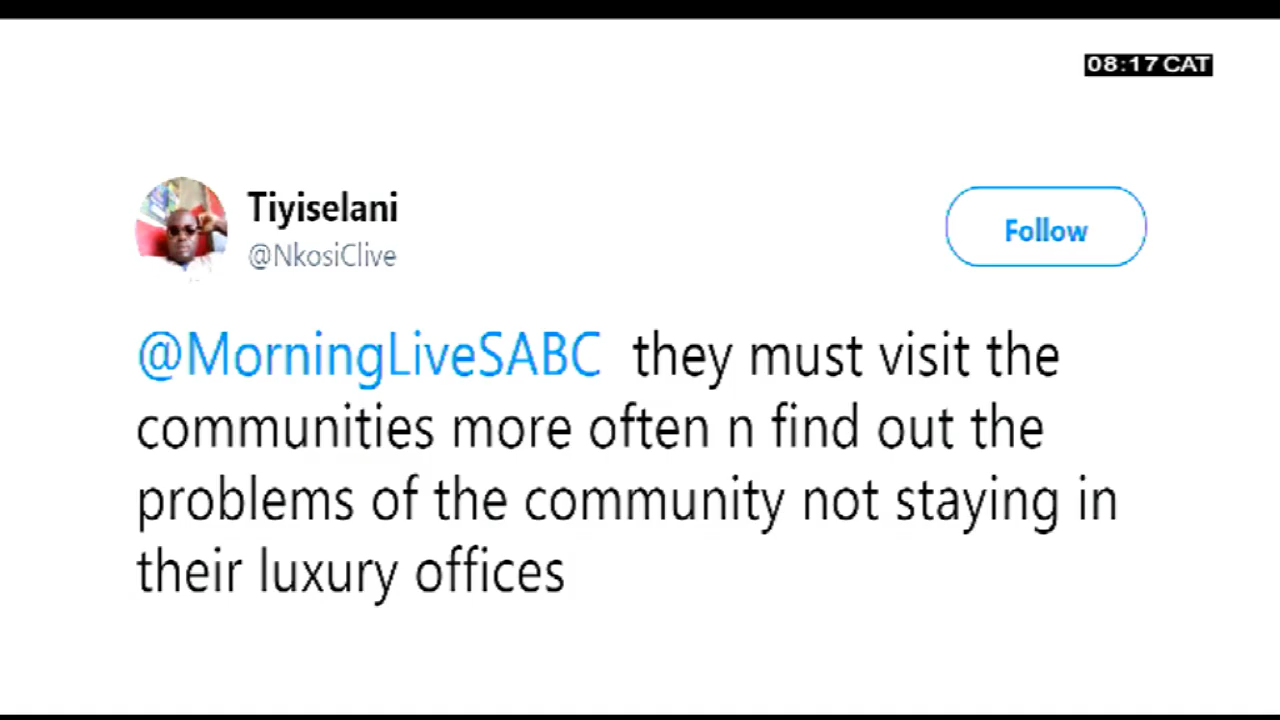 08:17 CAT
Tiyiselani
@NkosiClive
Follow
@MorningLiveSABC they must visit the
communities more often n find out the
problems of the community not staying in
their luxury offices